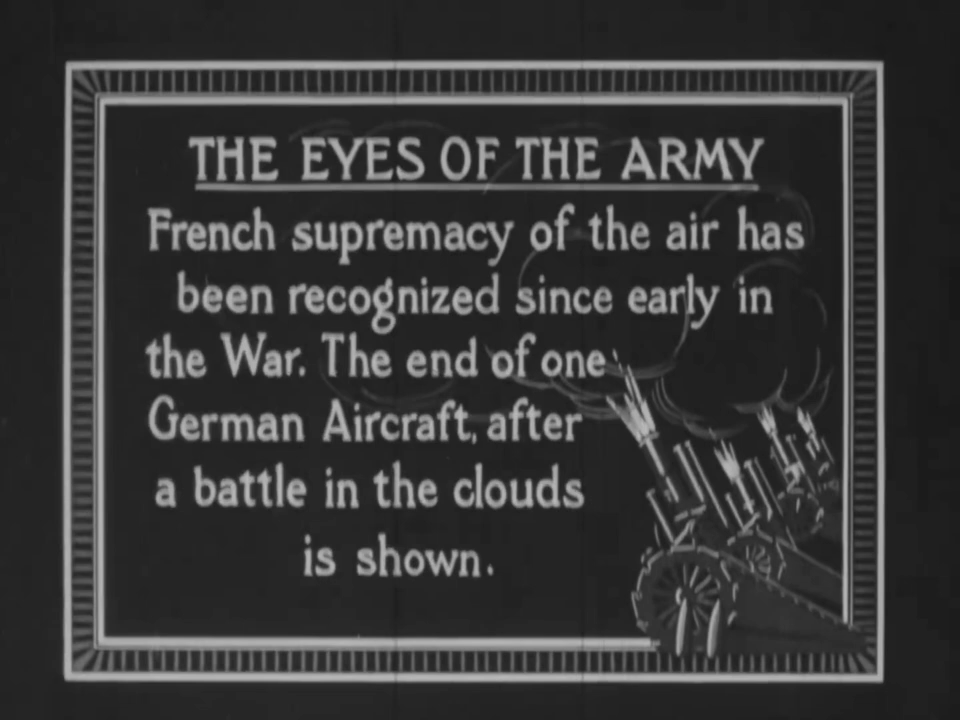 THE EYES OF THE ARMY
French supremacy of the air has
been recognized since early in
the War. The end of one
German Aircraft, after
a battle in the clouds
is shown.